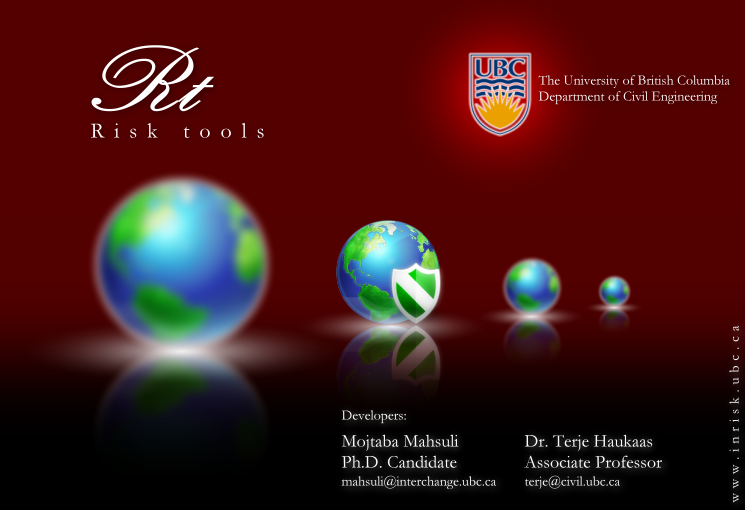 Rt
Risk tools
UBC
The University of British Columbia
Department of Civil Engineering
Developers:
Mojtaba Mahsuli
Ph.D. Candidate
mahsuli@interchange.ubc.ca
Dr. Terje Haukaas
Associate Professor
terje@civil.ubc.ca
www.inrisk.ubc.ca